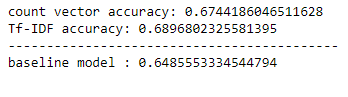 count vector accuracy: 0.6744186046511628
Tf-IDF accuracy: 0.6896802325581395
-------------------------------------------
baseline model : 0.6485553334544794